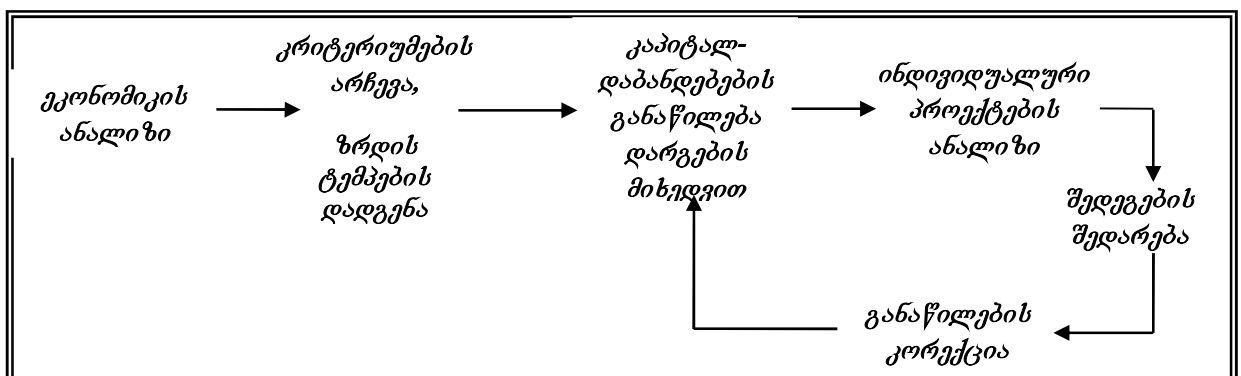 ეკონომიკის
ანალიზი
კრიტერიუმების
არჩევა,
ზრდის
ტემპების
დადგენა
კაპიტალ-
დაბანდებების
განაწილება
დარგების
მიხედვით
ინდივიდუალური
პროექტების
ანალიზი
შედეგების
შედარება
განაწილების
კორექცია